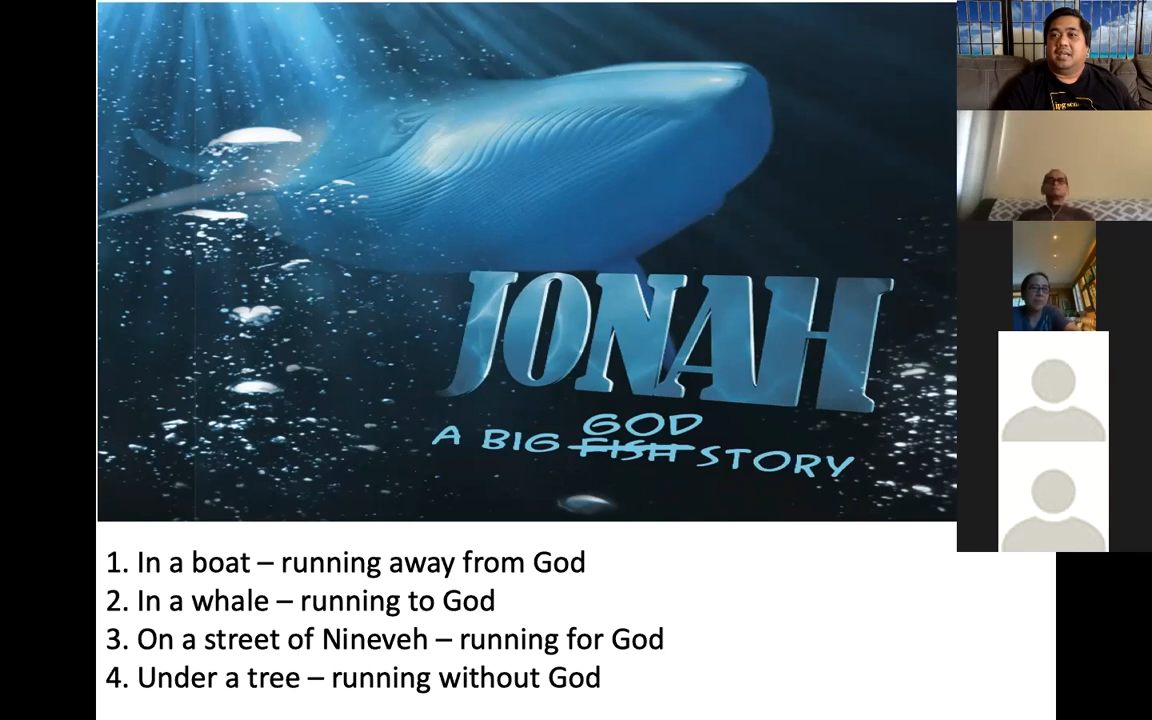 JONAH
GOD
A BIG FISH STORY
1. In a boat – running away from God
2. In a whale – running to God
3. On a street of Nineveh – running for God
4. Under a tree – running without God